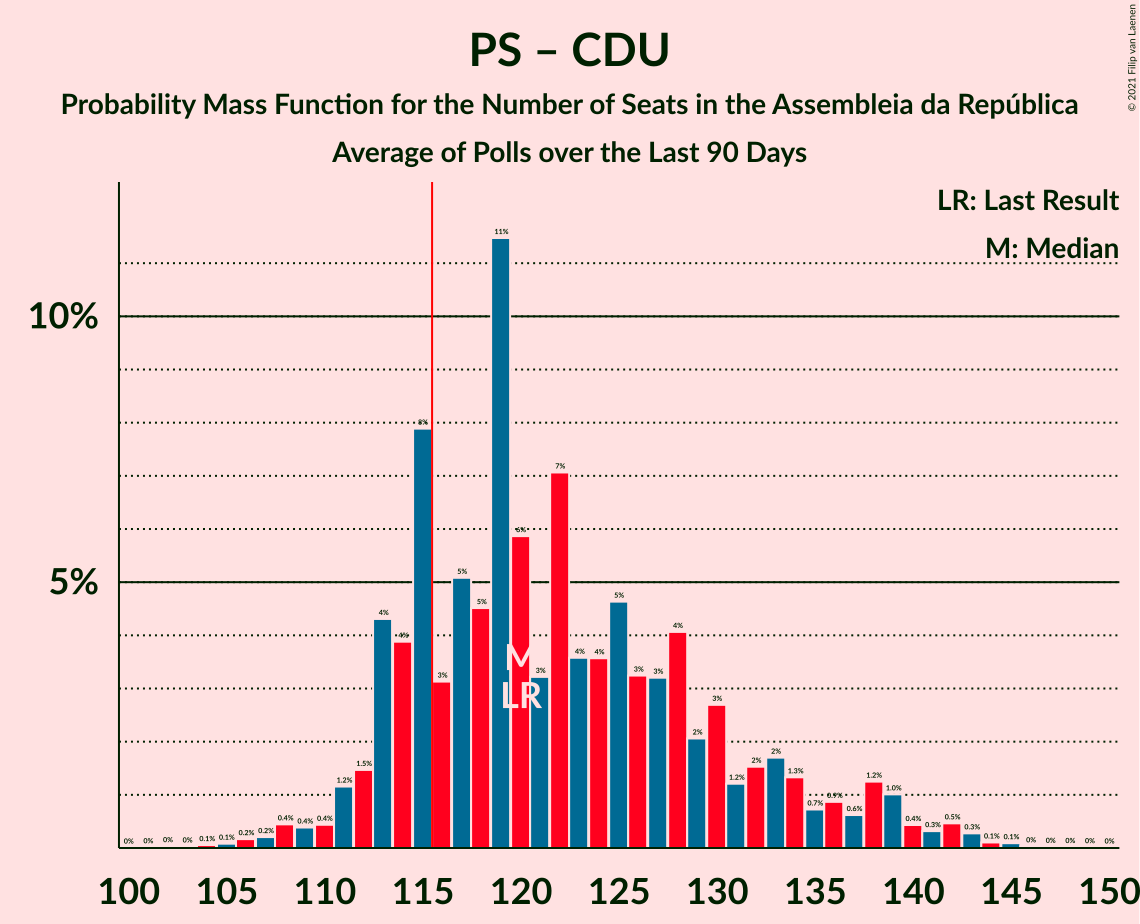 PS – CDU
Probability Mass Function for the Number of Seats in the Assembleia da República
Average of Polls over the Last 90 Days
© 2021 Filip van Laenen
LR: Last Result
M: Median
10%
5%
0% 0% 0% 0% 0.1% 0.1% 0.2% 0.2% 0.4% 0.4% 0.4% 1.2% 1.5% 4% 4% 8% 3% 5% 5% 11% 6% 3% 7% 4% 4% 5% 3% 3% 4% 2% 3% 1.2% 2% 2% 1.3% 0.7% 0.9% 0.6% 1.2% 1.0% 0.4% 0.3% 0.5% 0.3% 0.1% 0.1% 0% 0% 0% 0% 0%
M
LR
100 105 110 115 120 125 130 135 140 145 150